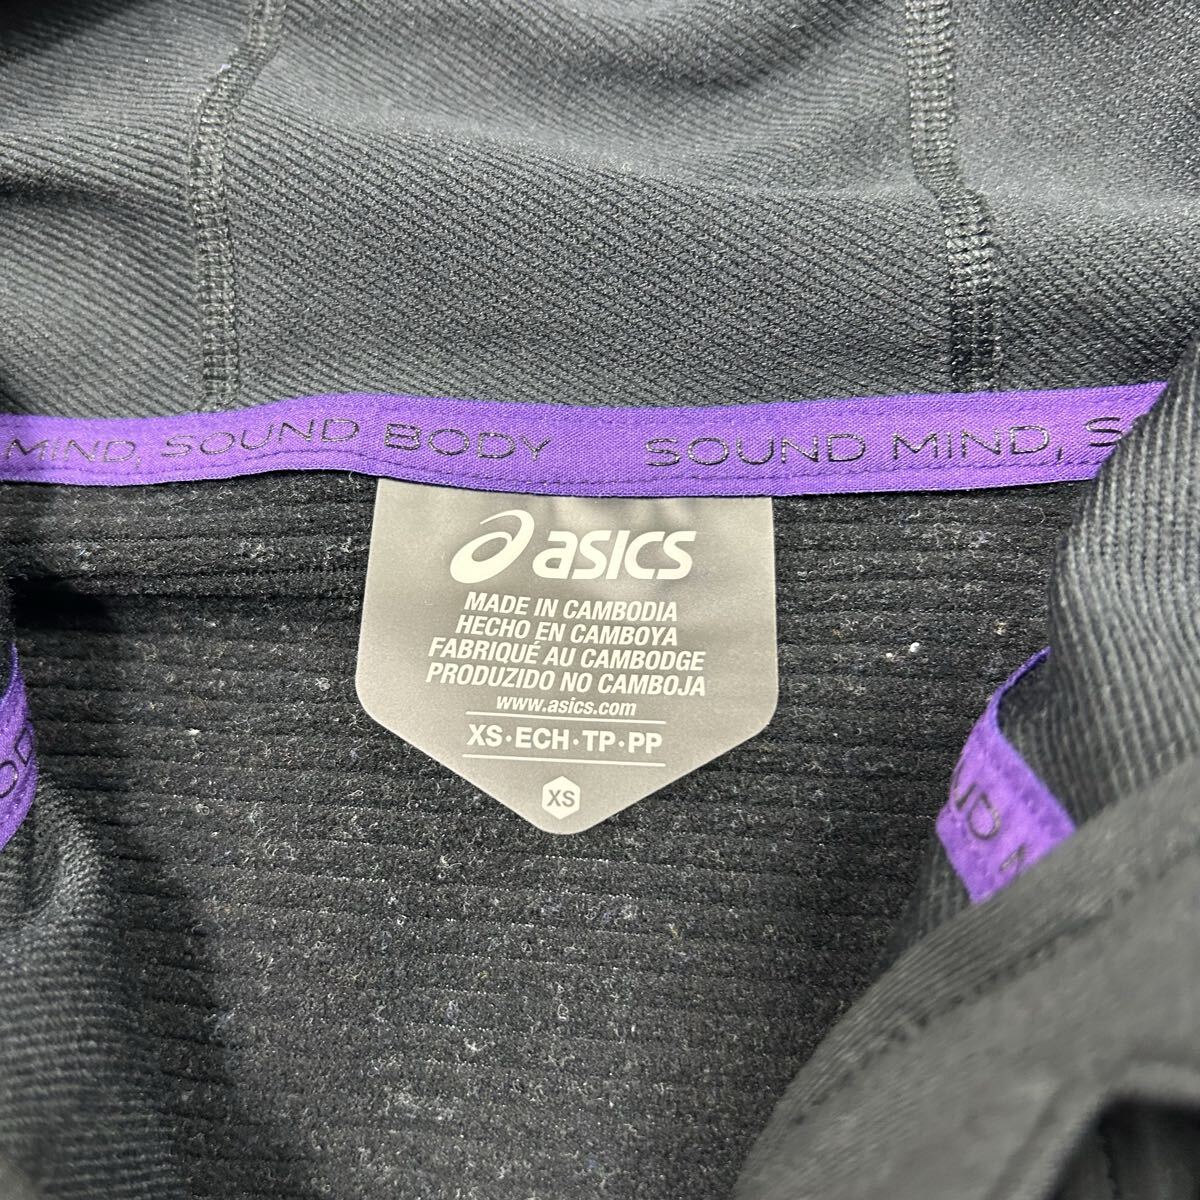 MIND, SOUND BODY SOUND MIND, S
asics
MADE IN CAMBODIA
HECHO EN CAMBOYA
FABRIQUÉ AU CAMBODGE
PRODUZIDO NO CAMBOJA
www.asics.com
XS·ECH·TP·PP
XS